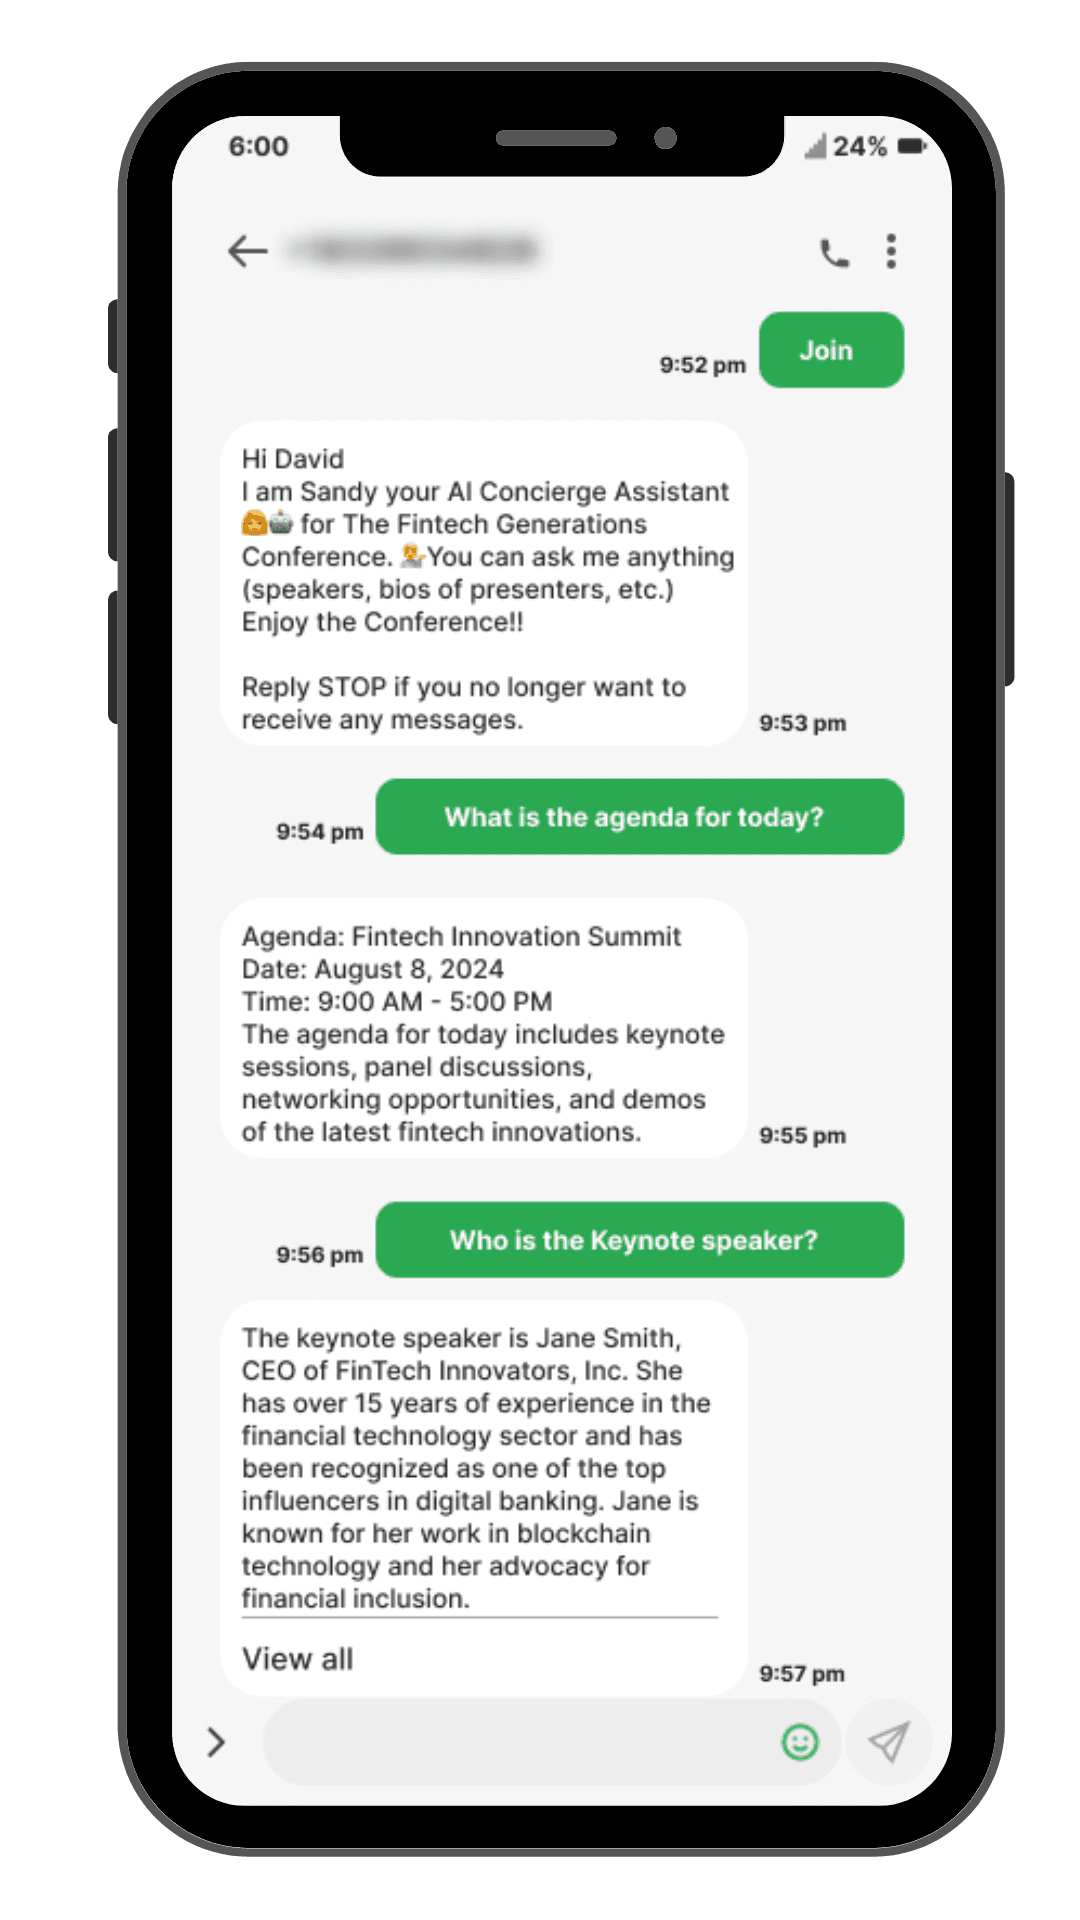 6:00
24%
Join
9:52 pm
Hi David
I am Sandy your AI Concierge Assistant
👩🤖 for The Fintech Generations
Conference. 💁You can ask me anything
(speakers, bios of presenters, etc.)
Enjoy the Conference!!
Reply STOP if you no longer want to
receive any messages.
9:53 pm
What is the agenda for today?
9:54 pm
Agenda: Fintech Innovation Summit
Date: August 8, 2024
Time: 9:00 AM - 5:00 PM
The agenda for today includes keynote
sessions, panel discussions,
networking opportunities, and demos
of the latest fintech innovations.
9:55 pm
Who is the Keynote speaker?
9:56 pm
The keynote speaker is Jane Smith,
CEO of FinTech Innovators, Inc. She
has over 15 years of experience in the
financial technology sector and has
been recognized as one of the top
influencers in digital banking. Jane is
known for her work in blockchain
technology and her advocacy for
financial inclusion.
View all
9:57 pm